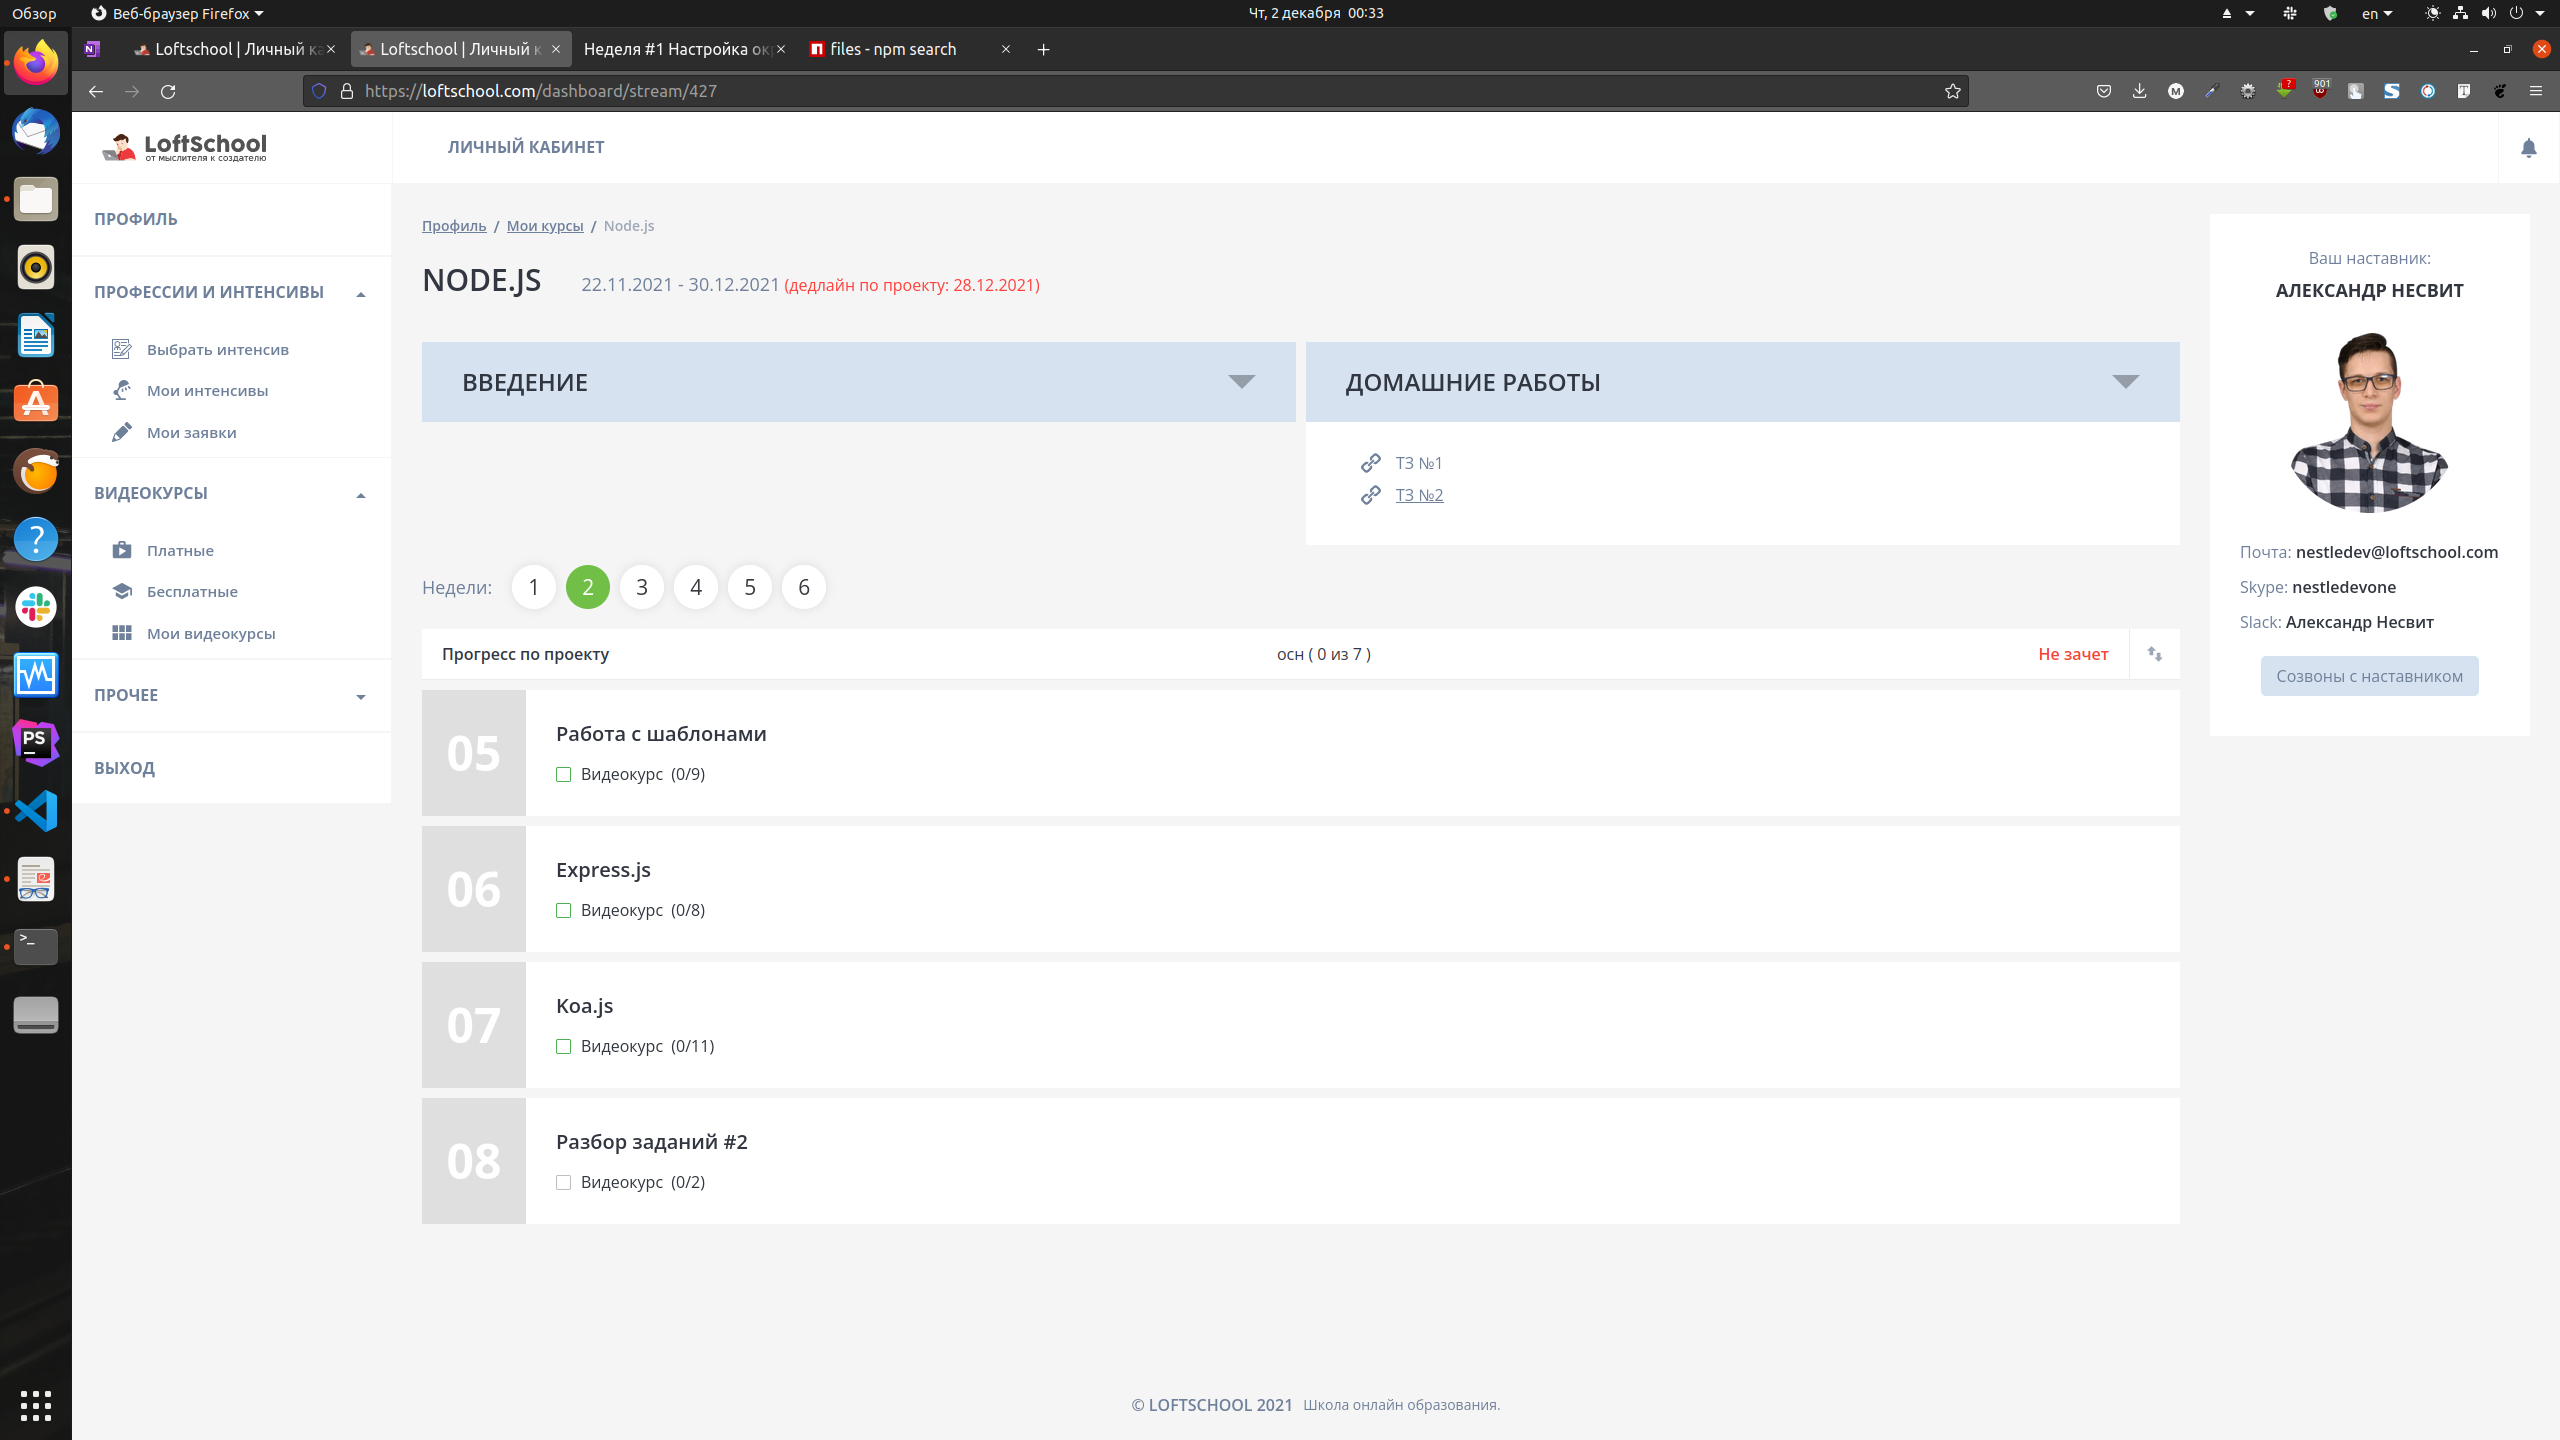 Обзор
Веб-браузер Firefox
Чт, 2 декабря 00:33
en
Loftschool | Личный ка
Loftschool | Личный к
Неделя #1 Настройка ок
files - npm search
https://loftschool.com/dashboard/stream/427
901
LoftSchool
от мыслителя к создателю
ЛИЧНЫЙ КАБИНЕТ
ПРОФИЛЬ
ПРОФЕССИИ И ИНТЕНСИВЫ
Выбрать интенсив
Мои интенсивы
Мои заявки
ВИДЕОКУРСЫ
Платные
Бесплатные
Мои видеокурсы
ПРОЧЕЕ
ВЫХОД
Профиль / Мои курсы / Node.js
NODE.JS 22.11.2021 - 30.12.2021 (дедлайн по проекту: 28.12.2021)
ВВЕДЕНИЕ
ДОМАШНИЕ РАБОТЫ
ТЗ №1
ТЗ №2
Недели: 1 2 3 4 5 6
Прогресс по проекту осн ( 0 из 7 ) Не зачет
05
Работа с шаблонами
Видеокурс (0/9)
06
Express.js
Видеокурс (0/8)
07
Koa.js
Видеокурс (0/11)
08
Разбор заданий #2
Видеокурс (0/2)
Ваш наставник:
АЛЕКСАНДР НЕСВИТ
Почта: nestledev@loftschool.com
Skype: nestledevone
Slack: Александр Несвит
Созвоны с наставником
© LOFTSCHOOL 2021 Школа онлайн образования.
PS